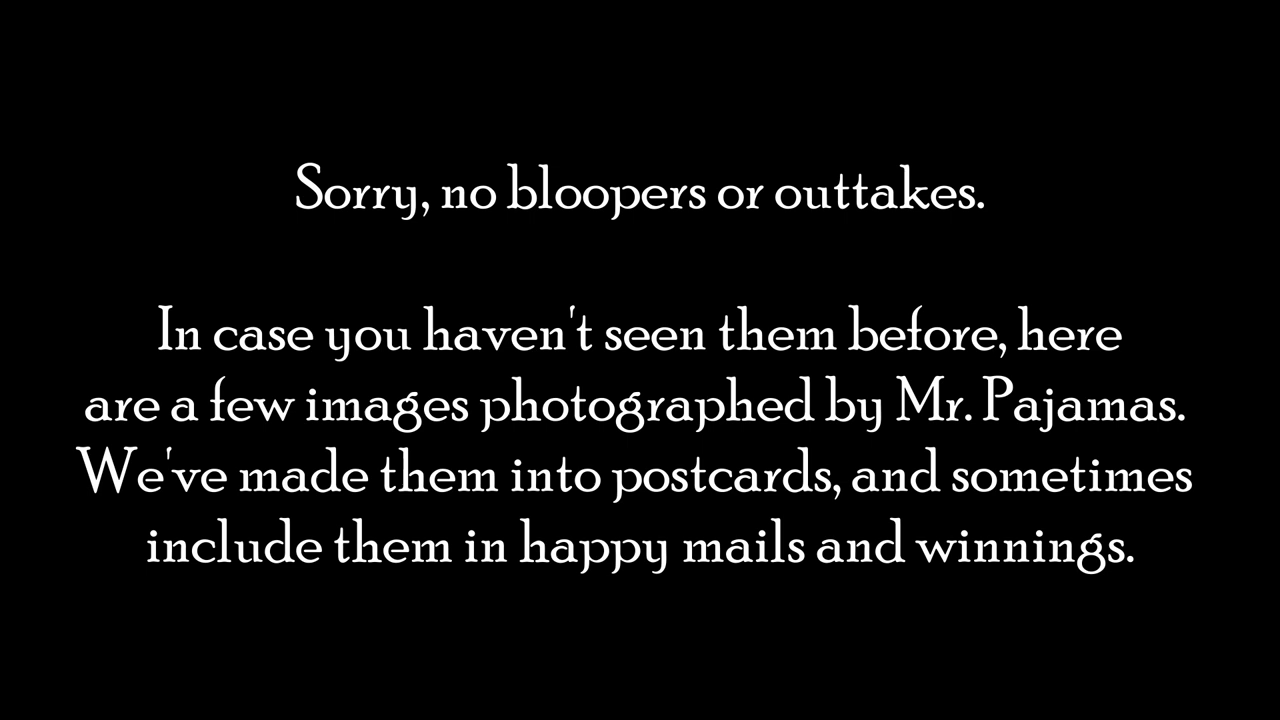 Sorry, no bloopers or outtakes.
In case you haven't seen them before, here
are a few images photographed by Mr. Pajamas.
We've made them into postcards, and sometimes
include them in happy mails and winnings.